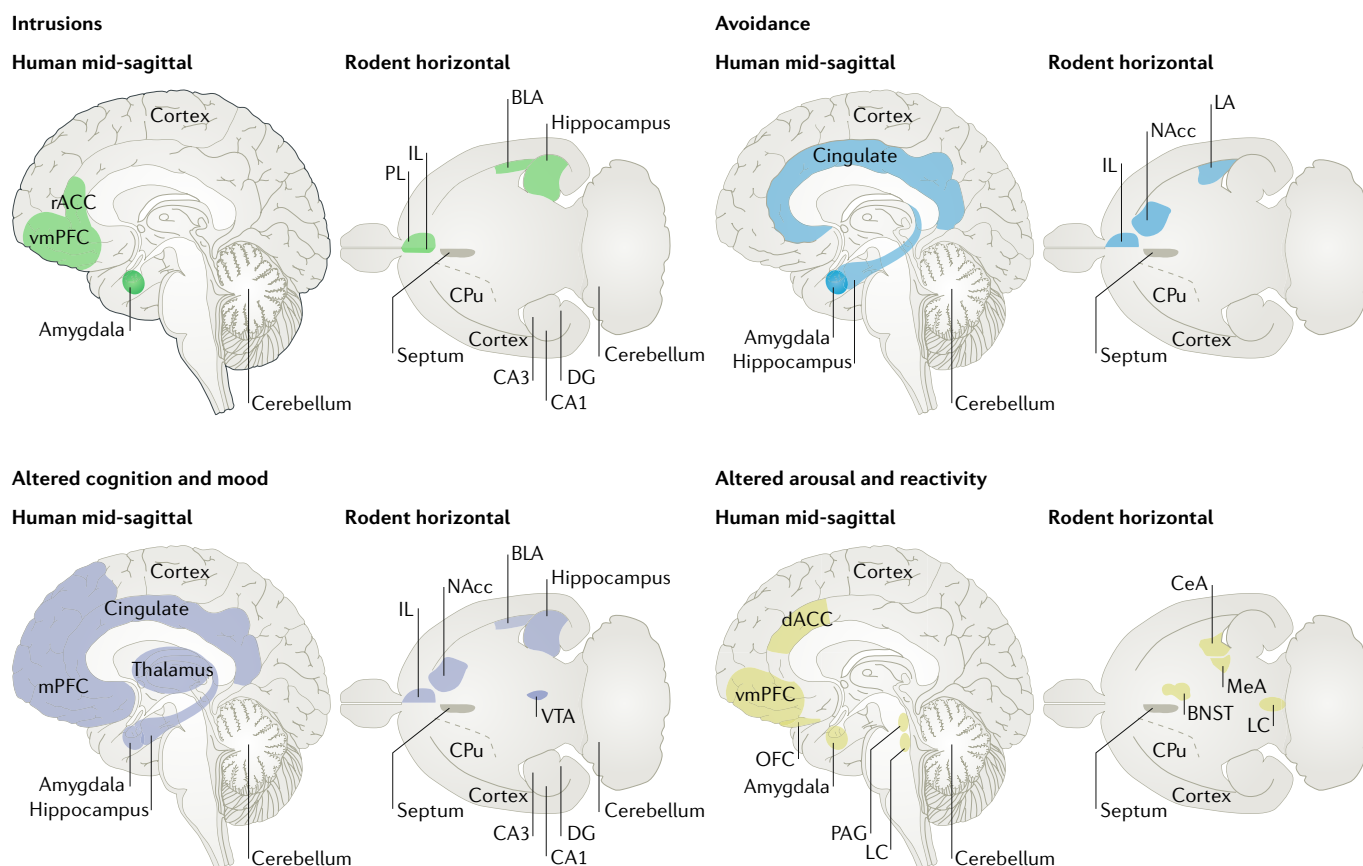 Intrusions
Human mid-sagittal
Rodent horizontal
Cortex
rACC
vmPFC
Amygdala
Cerebellum
BLA
Hippocampus
IL
PL
CPu
Septum
Cortex
CA3
DG
CA1
Cerebellum
Avoidance
Human mid-sagittal
Rodent horizontal
Cortex
Cingulate
Amygdala
Hippocampus
Cerebellum
LA
NAcc
IL
CPu
Septum
Cortex
Altered cognition and mood
Human mid-sagittal
Rodent horizontal
Cortex
Cingulate
Thalamus
mPFC
Amygdala
Hippocampus
Cerebellum
BLA
NAcc
Hippocampus
IL
VTA
CPu
Septum
Cortex
CA3
DG
CA1
Cerebellum
Altered arousal and reactivity
Human mid-sagittal
Rodent horizontal
Cortex
dACC
vmPFC
OFC
Amygdala
PAG
LC
Cerebellum
CeA
MeA
BNST
LC
CPu
Septum
Cortex